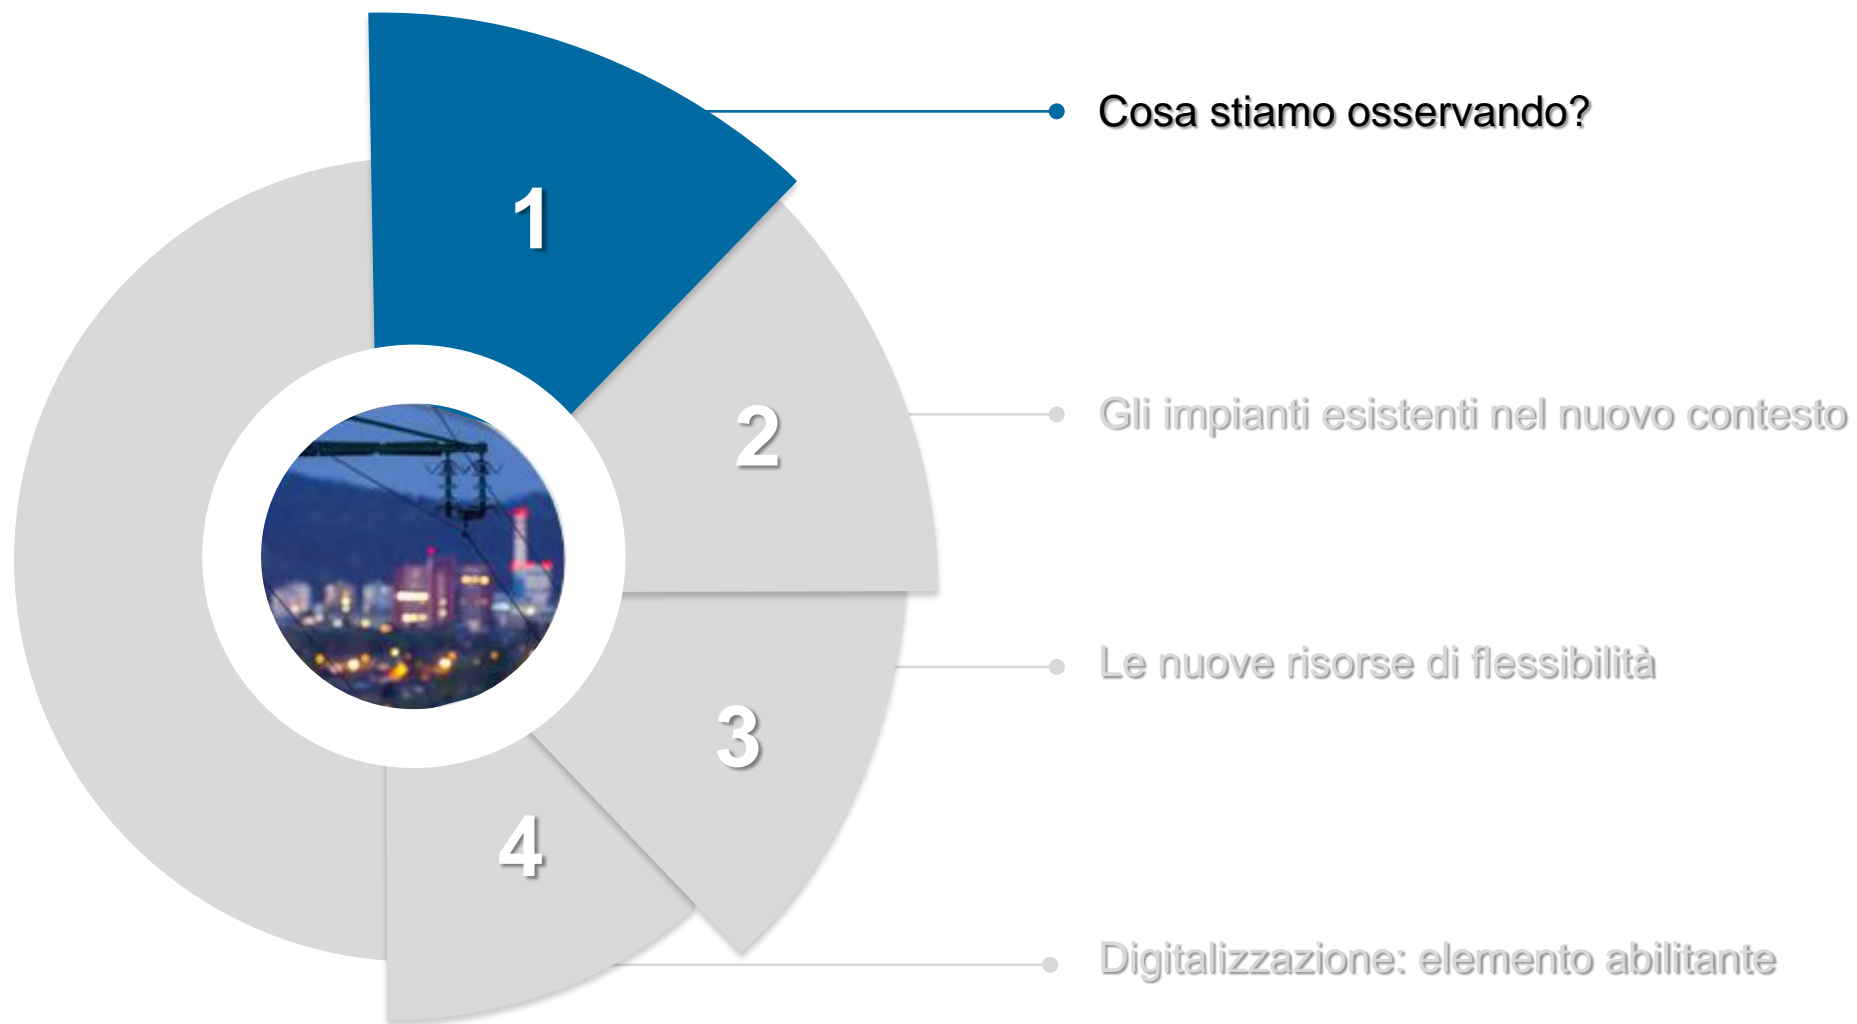 1
Cosa stiamo osservando?
2
Gli impianti esistenti nel nuovo contesto
3
Le nuove risorse di flessibilità
4
Digitalizzazione: elemento abilitante